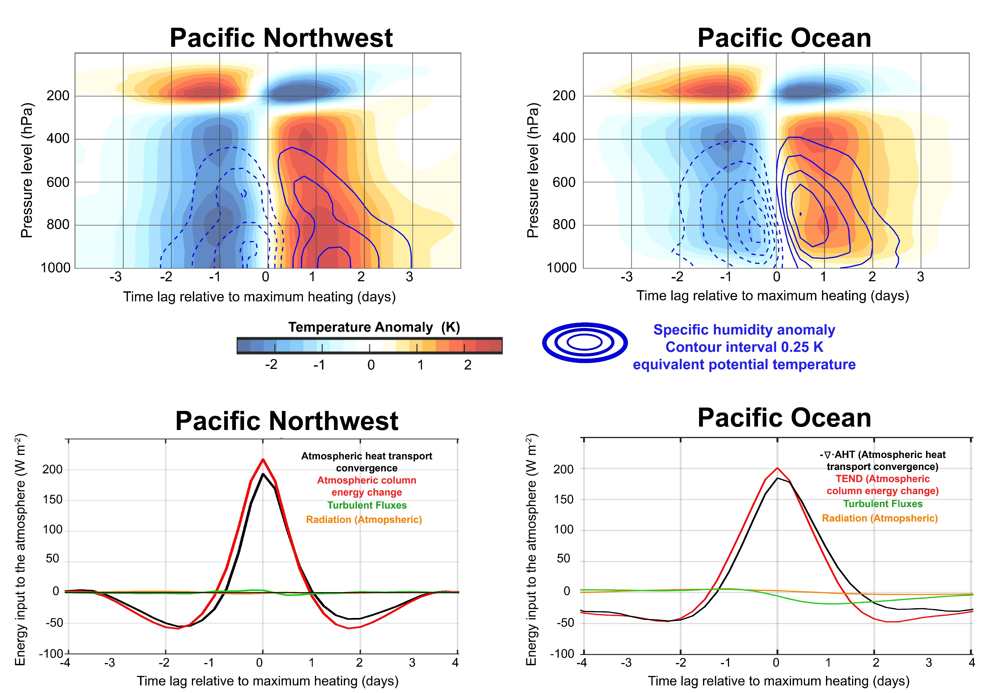 Pacific Northwest
Pressure level (hPa)
200
400
600
800
1000
-3 -2 -1 0 1 2 3
Time lag relative to maximum heating (days)
Pacific Ocean
Pressure level (hPa)
200
400
600
800
1000
-3 -2 -1 0 1 2 3
Time lag relative to maximum heating (days)
Temperature Anomaly (K)
-2 -1 0 1 2
Specific humidity anomaly
Contour interval 0.25 K
equivalent potential temperature
Pacific Northwest
Energy input to the atmosphere (W m-2)
200
150
100
50
0
-50
-100
Atmospheric heat transport
convergence
Atmospheric column
energy change
Turbulent Fluxes
Radiation (Atmopsheric)
-4 -3 -2 -1 0 1 2 3 4
Time lag relative to maximum heating (days)
Pacific Ocean
Energy input to the atmosphere (W m-2)
200
150
100
50
0
-50
-100
-∇·AHT (Atmospheric heat
transport convergence)
TEND (Atmospheric
column energy change)
Turbulent Fluxes
Radiation (Atmopsheric)
-4 -3 -2 -1 0 1 2 3 4
Time lag relative to maximum heating (days)